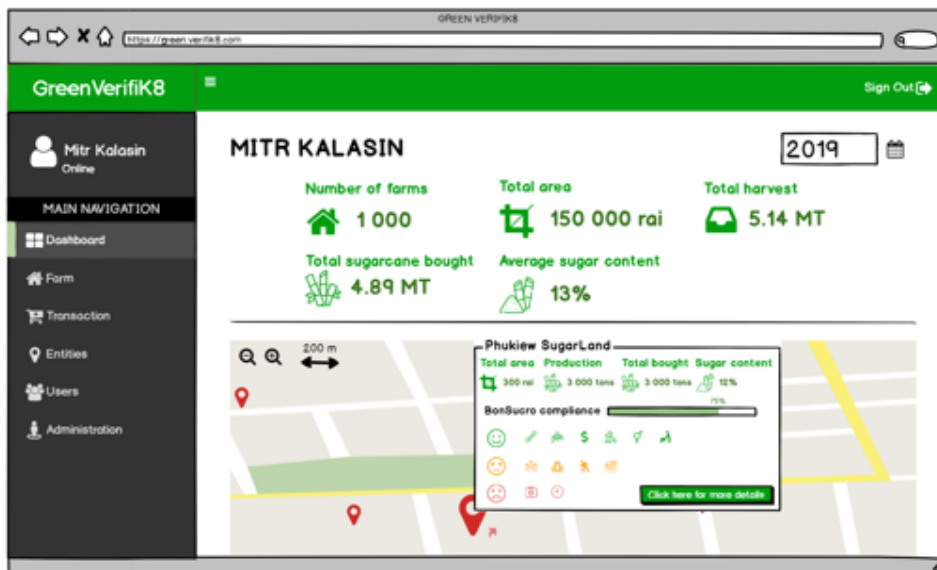 GREEN VERIFIK8
https://green.verifik8.com
GreenVerifiK8
Sign Out
Mitr Kalasin
Online
MAIN NAVIGATION
Dashboard
Farm
Transaction
Entities
Users
Administration
MITR KALASIN
2019
Number of farms
1 000
Total area
150 000 rai
Total harvest
5.14 MT
Total sugarcane bought
4.89 MT
Average sugar content
13%
200 m
Phukiew SugarLand
Total area Production Total bought Sugar content
300 rai 3 000 tons 3 000 tons 12%
75%
BonSucro compliance
$
Click here for more details